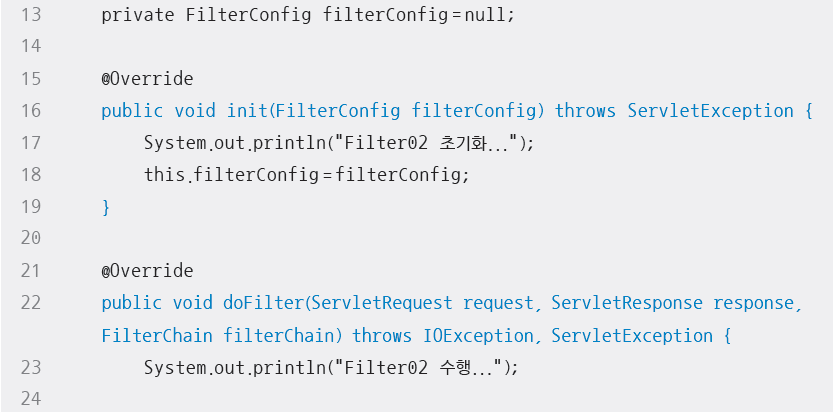 13 private FilterConfig filterConfig=null;
14
15 @Override
16 public void init(FilterConfig filterConfig) throws ServletException {
17 System.out.println("Filter02 초기화...");
18 this.filterConfig=filterConfig;
19 }
20
21 @Override
22 public void doFilter(ServletRequest request, ServletResponse response,
FilterChain filterChain) throws IOException, ServletException {
23 System.out.println("Filter02 수행...");
24